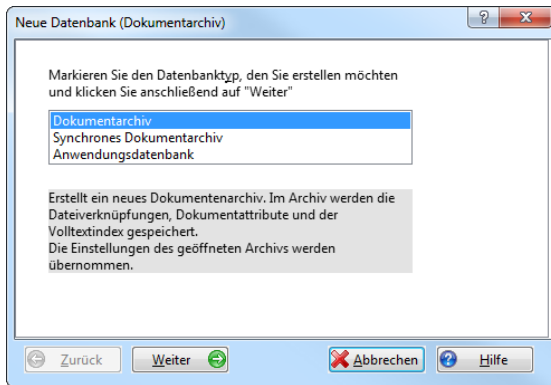 Neue Datenbank (Dokumentarchiv)
Markieren Sie den Datenbanktyp, den Sie erstellen möchten
und klicken Sie anschließend auf "Weiter"
Dokumentarchiv
Synchrones Dokumentarchiv
Anwendungsdatenbank
Erstellt ein neues Dokumentenarchiv. Im Archiv werden die
Dateiverknüpfungen, Dokumentattribute und der
Volltextindex gespeichert.
Die Einstellungen des geöffneten Archivs werden
übernommen.
Zurück Weiter Abbrechen Hilfe